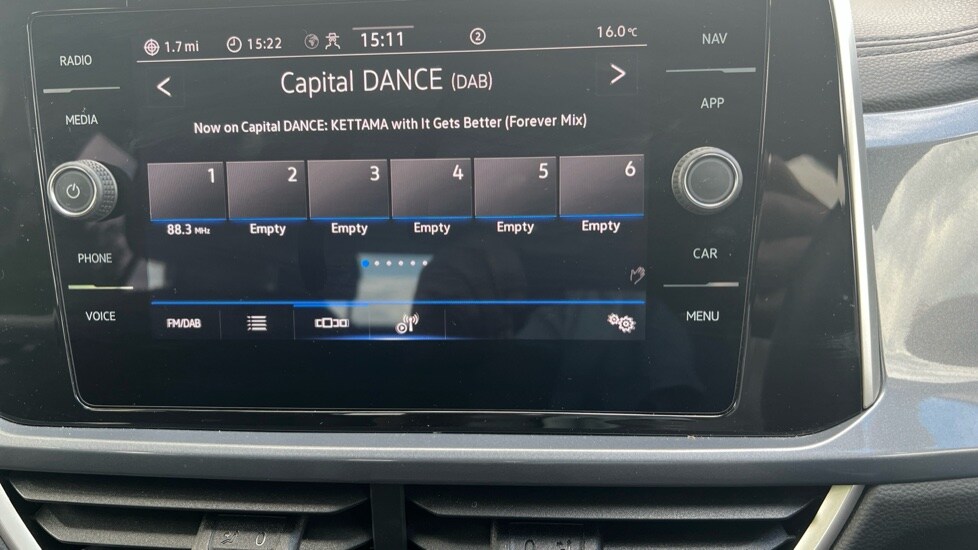 RADIO
MEDIA
PHONE
VOICE
1.7 mi 15:22 15:11 2 16.0°C
Capital DANCE (DAB)
Now on Capital DANCE: KETTAMA with It Gets Better (Forever Mix)
1 2 3 4 5 6
88.3 MHz Empty Empty Empty Empty Empty
FM/DAB
NAV
APP
CAR
MENU